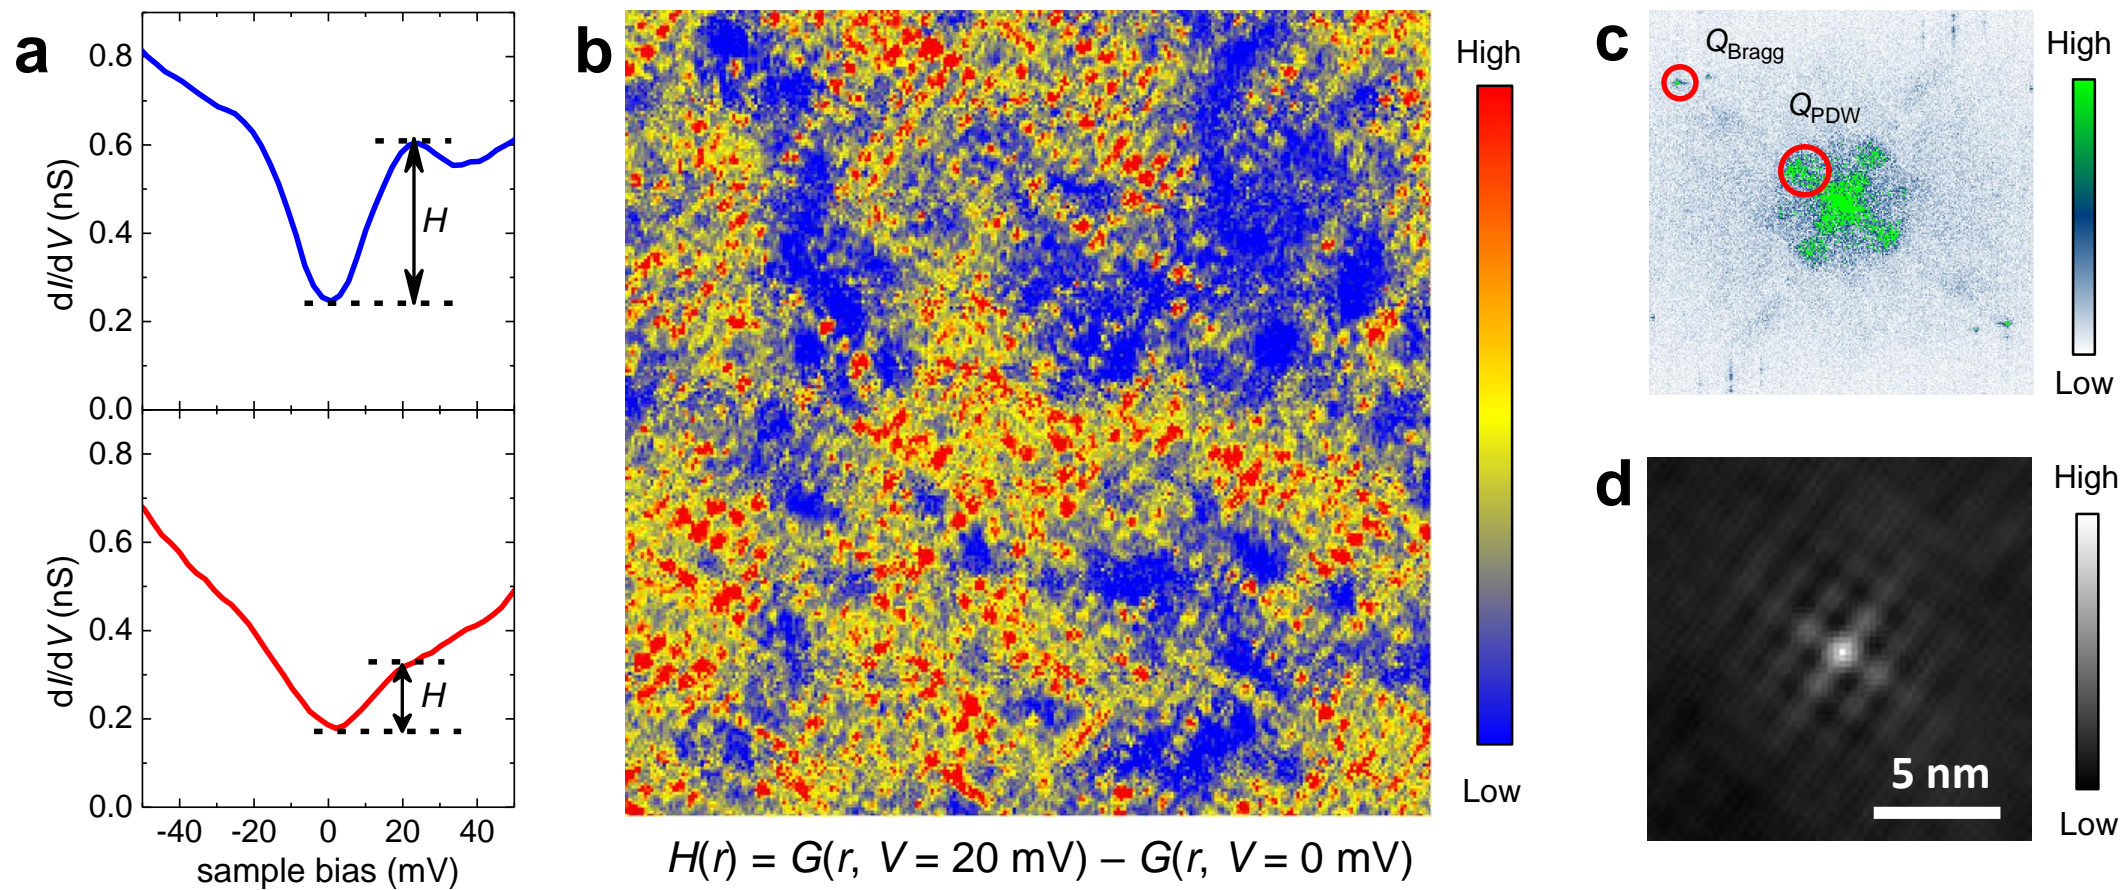 a
0.8
0.6
0.4
0.2
0.0
dI/dV (nS)
H
0.8
0.6
0.4
0.2
0.0
dI/dV (nS)
H
-40 -20 0 20 40
sample bias (mV)
b
High
Low
H(r) = G(r, V = 20 mV) – G(r, V = 0 mV)
c
QBragg
QPDW
High
Low
d
5 nm
High
Low